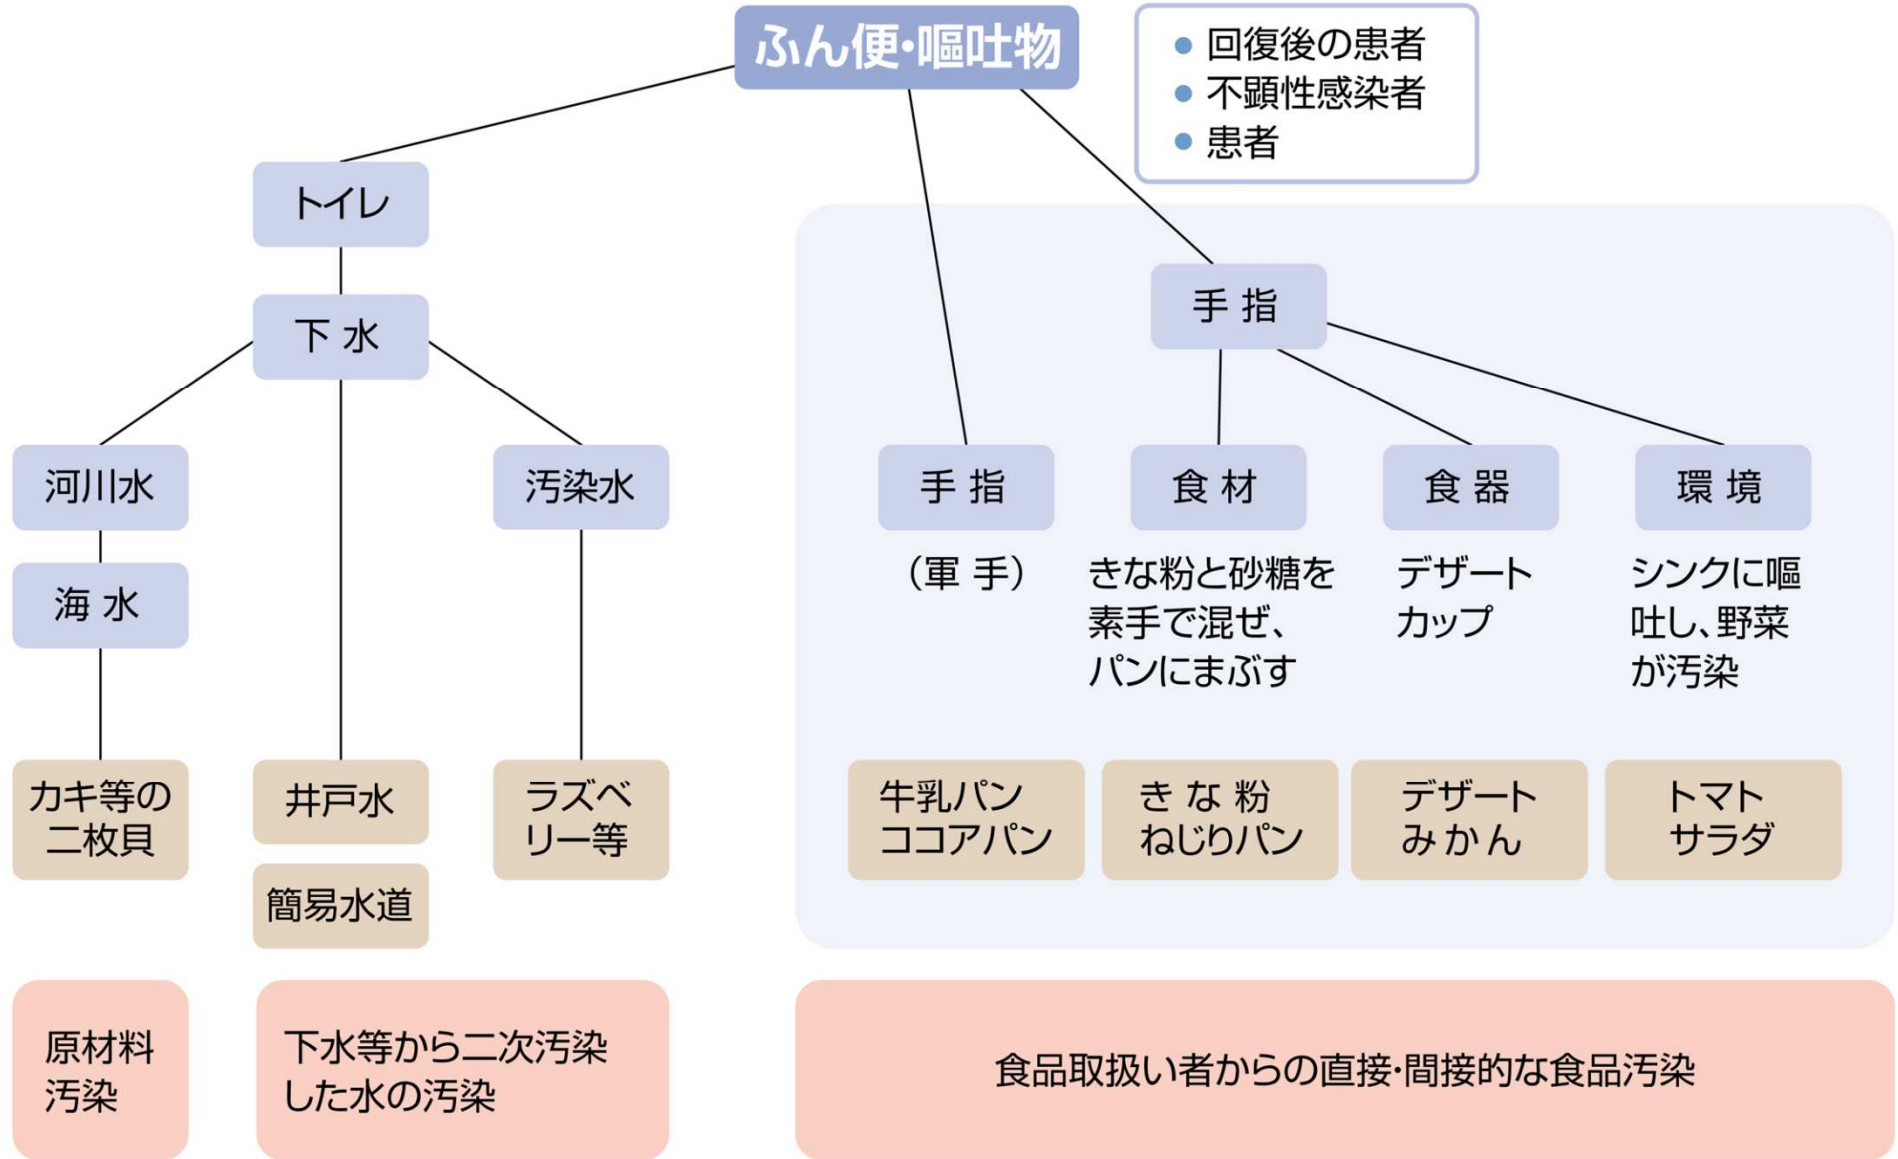 ふん便・嘔吐物
● 回復後の患者
● 不顕性感染者
● 患者
トイレ
下 水
河川水
海 水
汚染水
手 指
手 指
食 材
食 器
環 境
（軍 手）
きな粉と砂糖を
素手で混ぜ、
パンにまぶす
デザート
カップ
シンクに嘔
吐し、野菜
が汚染
カキ等の
二枚貝
井戸水
簡易水道
ラズベ
リー等
牛乳パン
ココアパン
き な 粉
ねじりパン
デザート
みかん
トマト
サラダ
原材料
汚染
下水等から二次汚染
した水の汚染
食品取扱い者からの直接・間接的な食品汚染